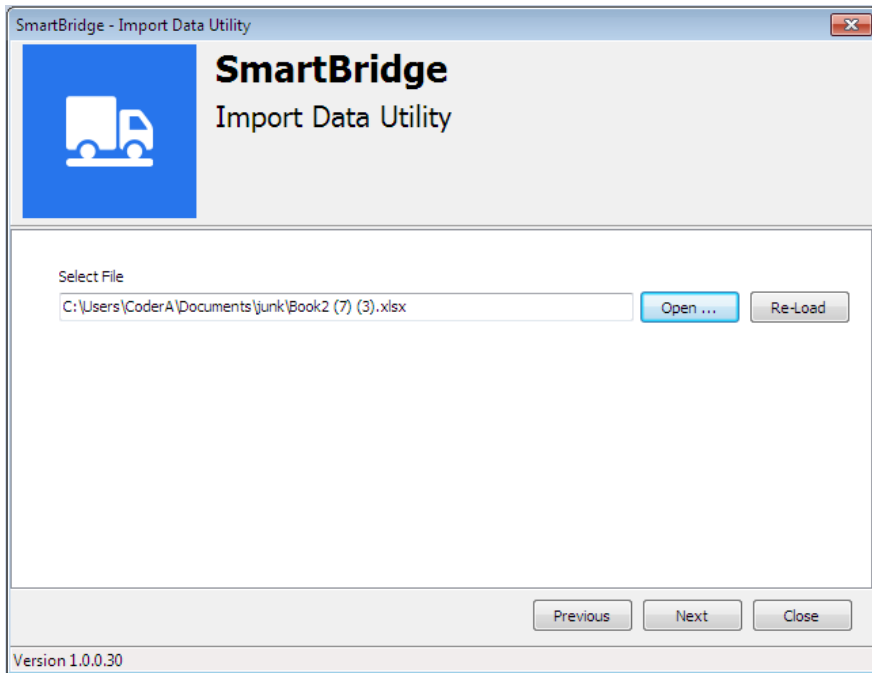 SmartBridge - Import Data Utility
SmartBridge
Import Data Utility
Select File
C:\Users\CoderA\Documents\junk\Book2 (7) (3).xlsx
Open ...
Re-Load
Previous
Next
Close
Version 1.0.0.30